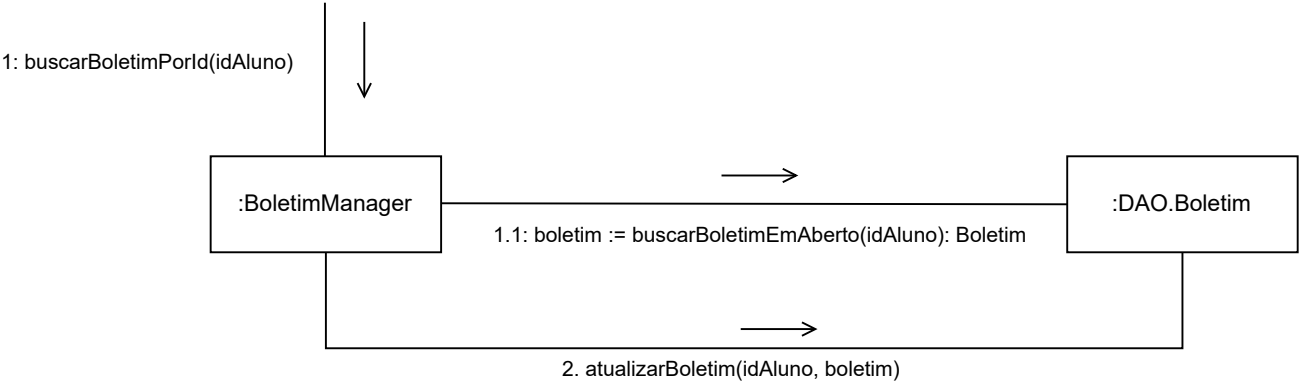 1: buscarBoletimPorId(idAluno)
:BoletimManager
:DAO.Boletim
1.1: boletim := buscarBoletimEmAberto(idAluno): Boletim
2. atualizarBoletim(idAluno, boletim)